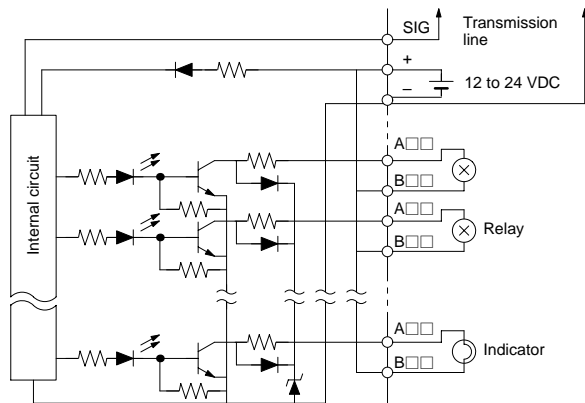 SIG
Transmission
line
+
12 to 24 VDC
–
Internal circuit
A□□
B□□
A□□
Relay
B□□
A□□
Indicator
B□□